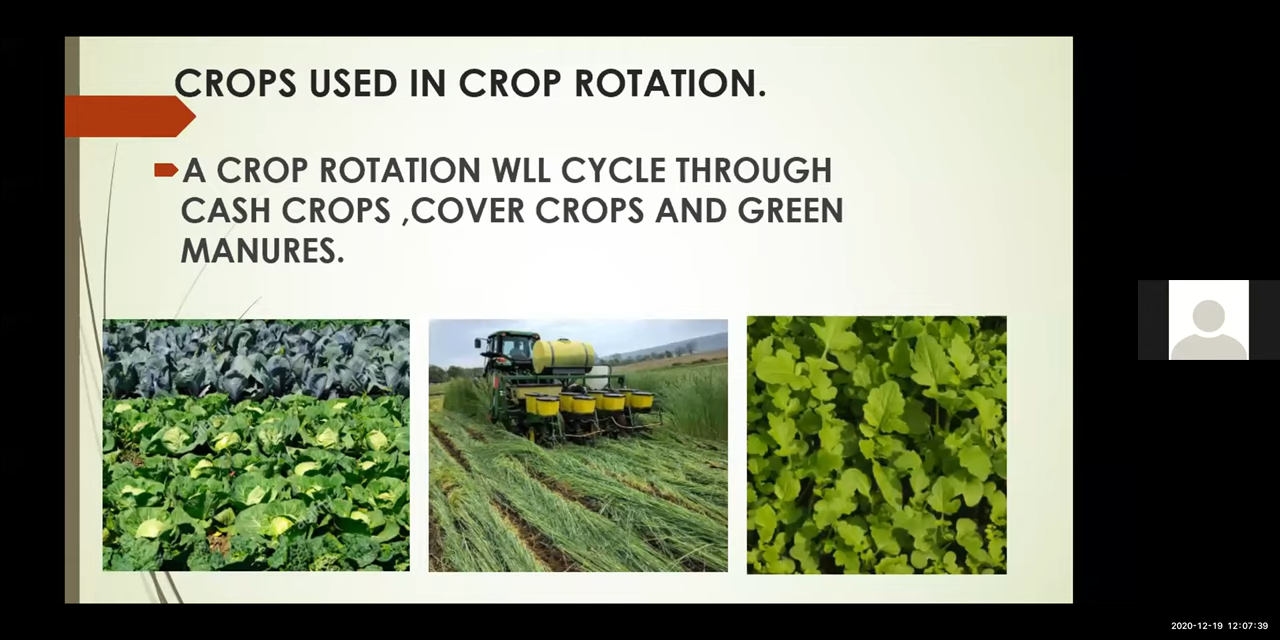 CROPS USED IN CROP ROTATION.
A CROP ROTATION WLL CYCLE THROUGH
CASH CROPS ,COVER CROPS AND GREEN
MANURES.
2020-12-19 12:07:39